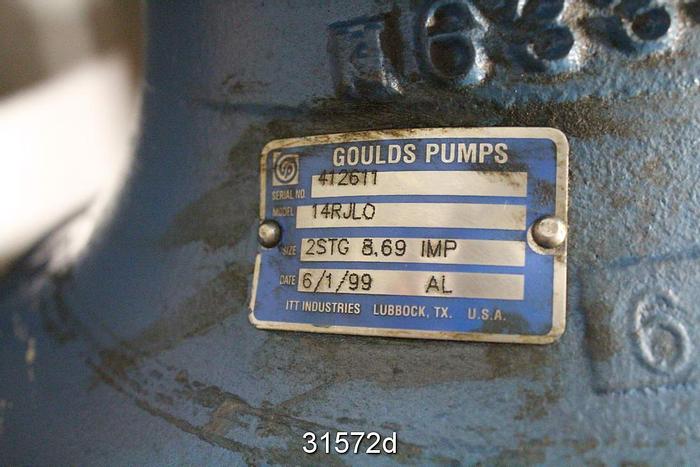 GOULDS PUMPS
SERIAL NO. 412611
MODEL 14RJLO
SIZE 2STG 8.69 IMP
DATE 6/1/99 AL
ITT INDUSTRIES LUBBOCK, TX. U.S.A.
6
31572d